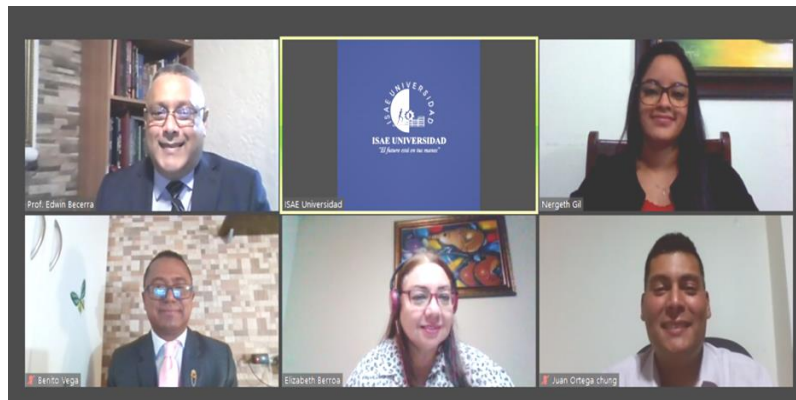 Prof. Edwin Becerra
ISAE UNIVERSIDAD
ISAE UNIVERSIDAD
"El futuro está en tus manos"
ISAE Universidad
Nergeth Gil
Benito Vega
Elizabeth Berroa
Juan Ortega chung